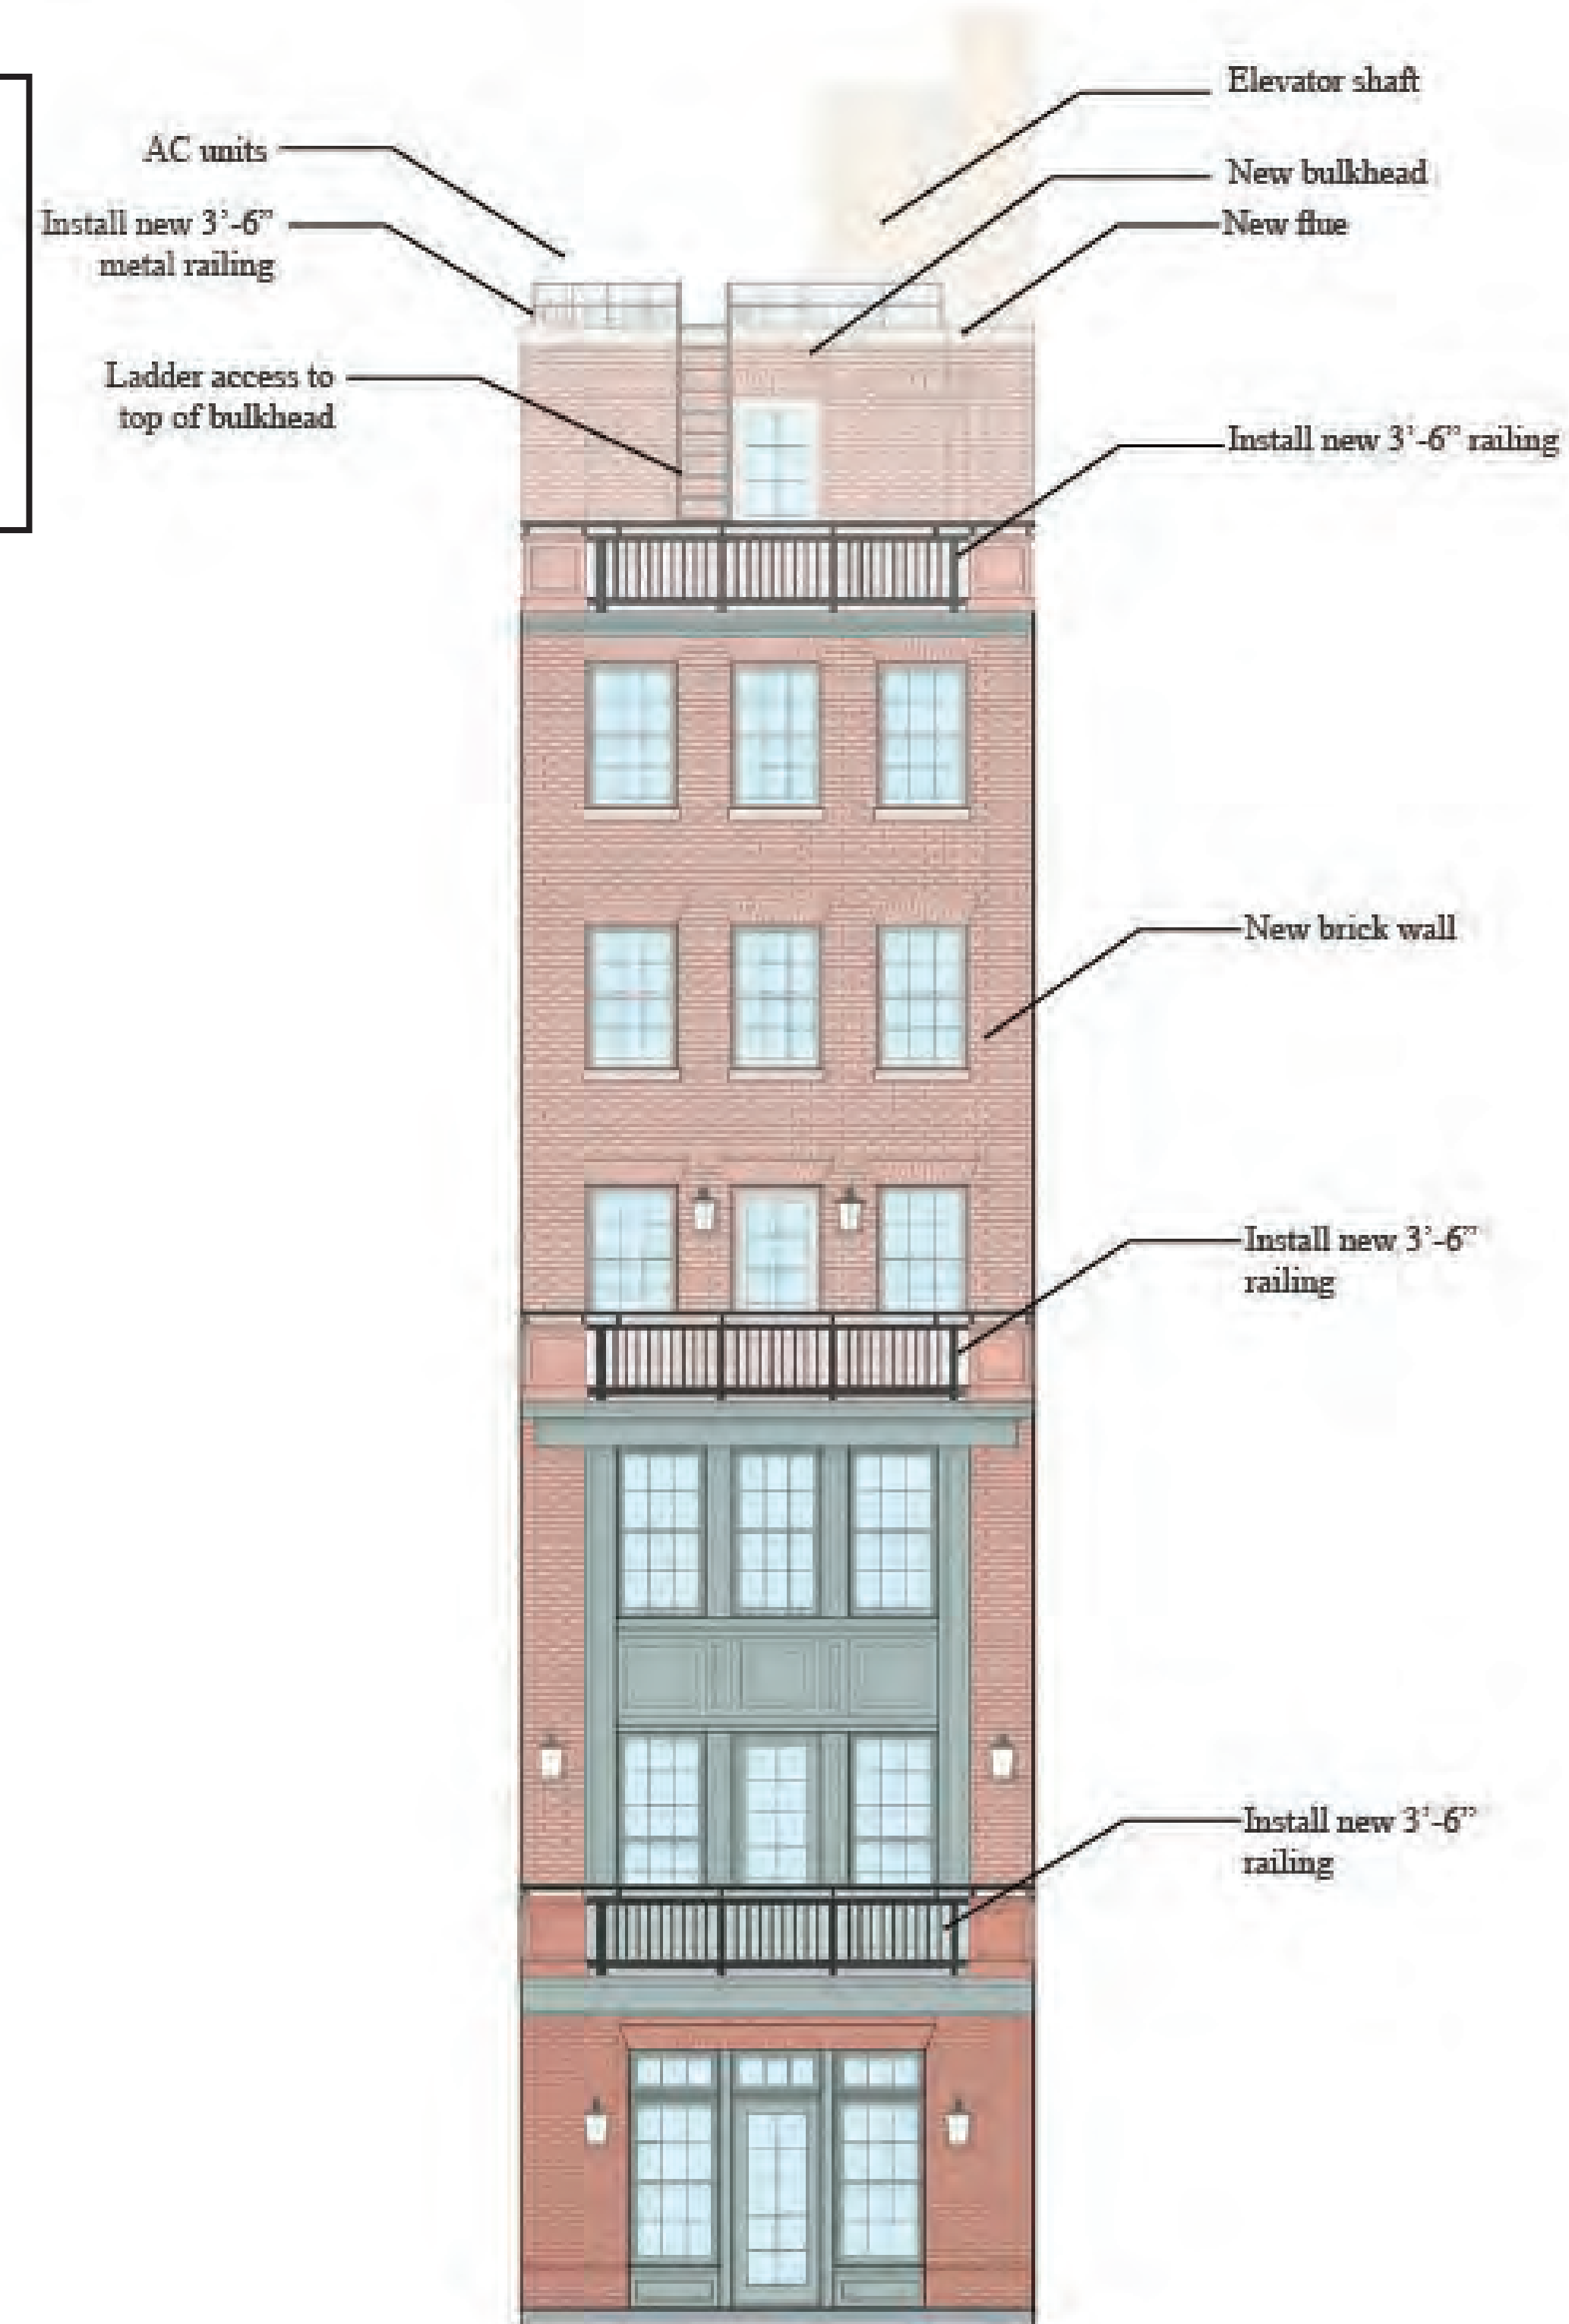 Elevator shaft
AC units
New bulkhead
Install new 3’-6”
metal railing
New flue
Ladder access to
top of bulkhead
Install new 3’-6” railing
New brick wall
Install new 3’-6”
railing
Install new 3’-6”
railing